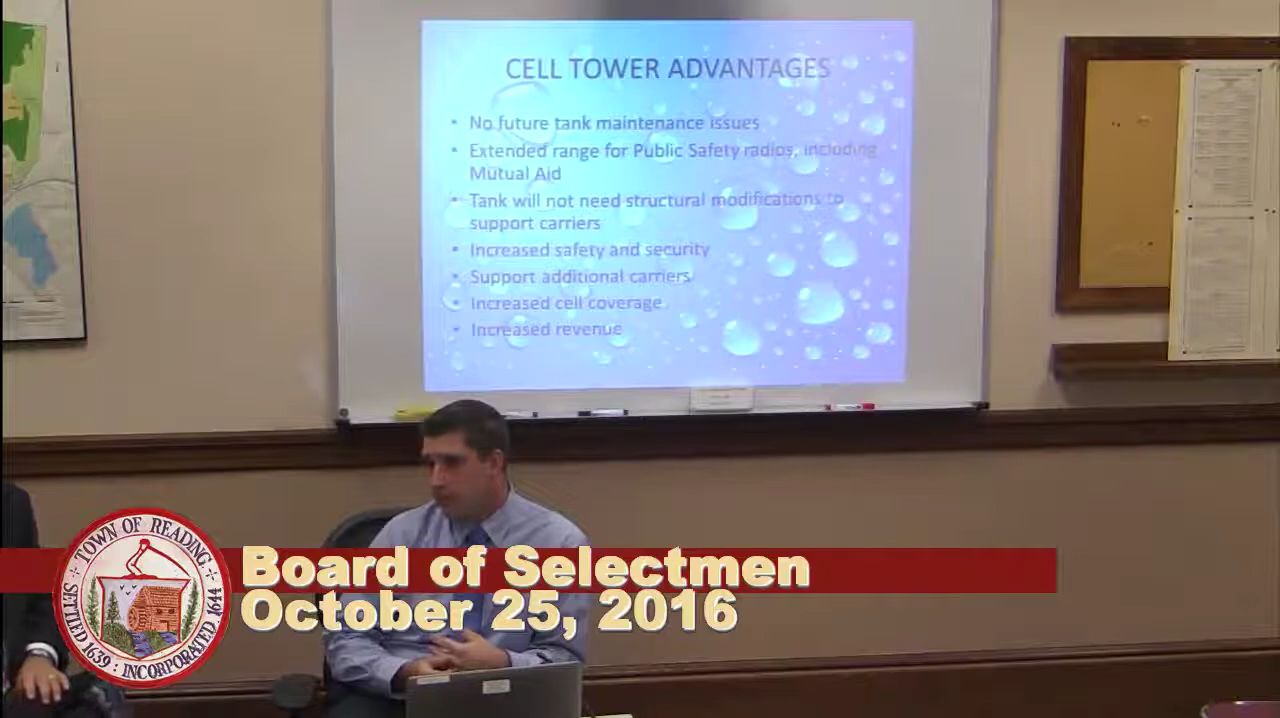 CELL TOWER ADVANTAGES
• No future tank maintenance issues
• Extended range for Public Safety radios, including
Mutual Aid
• Tank will not need structural modifications to
support carriers
• Increased safety and security
• Support additional carriers
• Increased cell coverage
• Increased revenue
TOWN OF READING
SETTLED 1639 : INCORPORATED 1644
Board of Selectmen
October 25, 2016